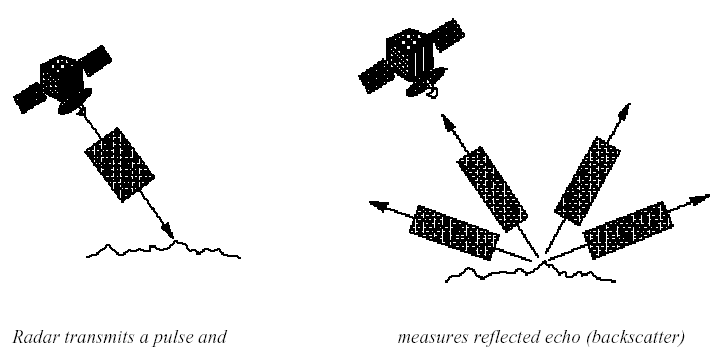 Radar transmits a pulse and measures reflected echo (backscatter)